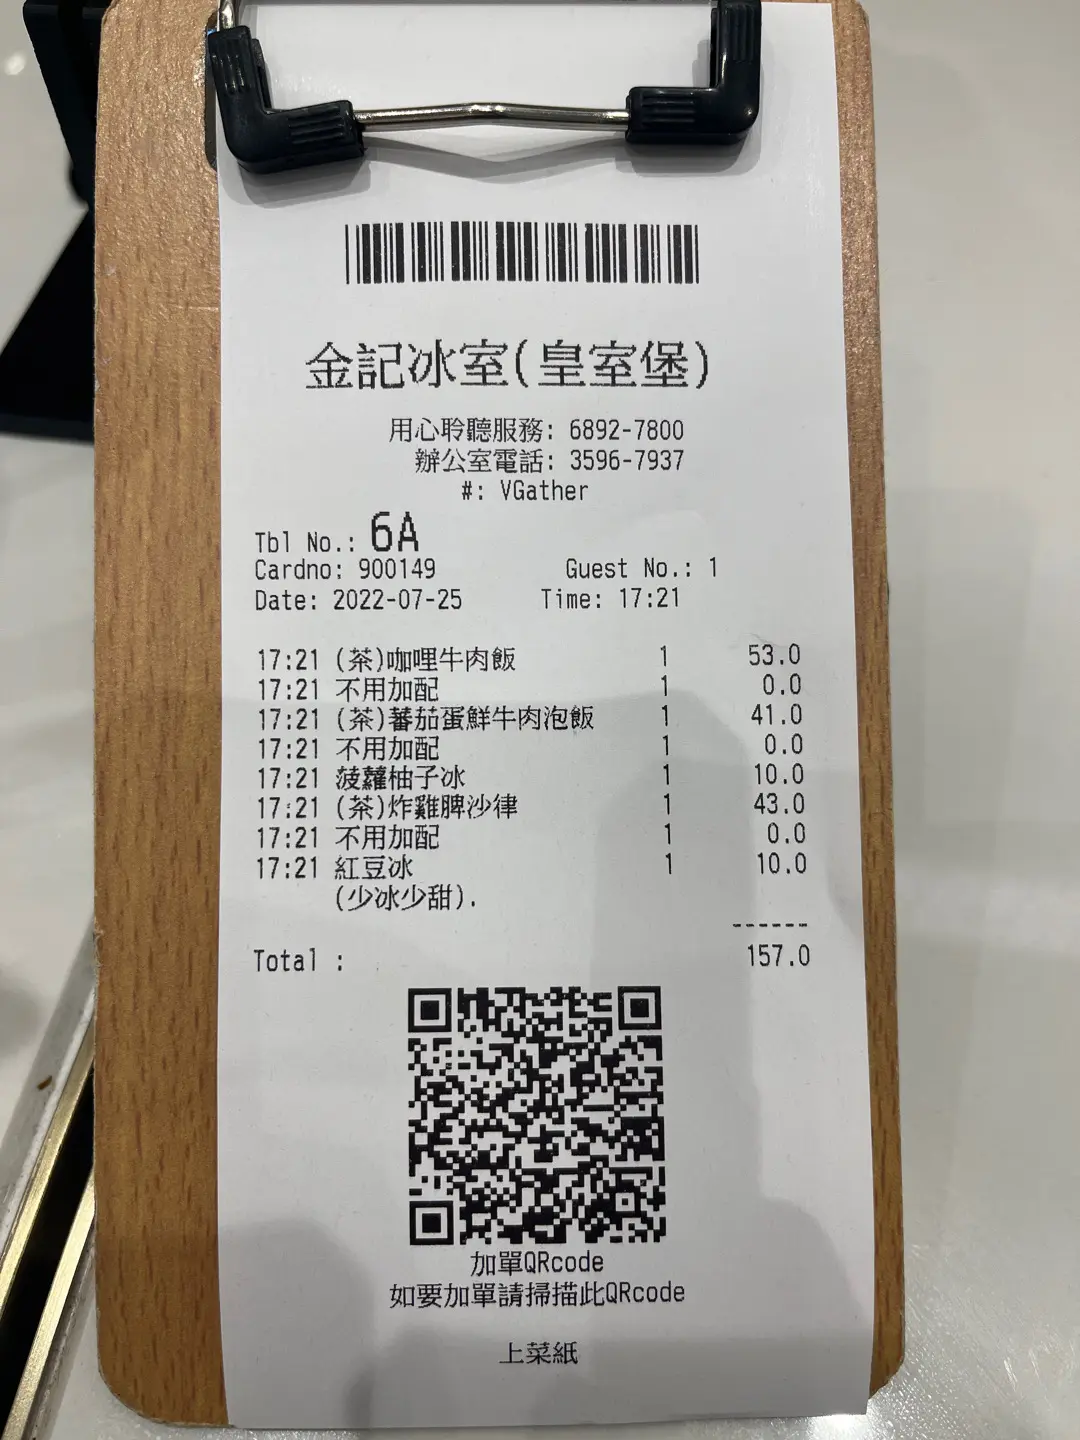 金記冰室(皇室堡)
用心聆聽服務: 6892-7800
辦公室電話: 3596-7937
#: VGather
Tbl No.: 6A
Cardno: 900149 Guest No.: 1
Date: 2022-07-25 Time: 17:21
17:21 (茶)咖哩牛肉飯 1 53.0
17:21 不用加配 1 0.0
17:21 (茶)蕃茄蛋鮮牛肉泡飯 1 41.0
17:21 不用加配 1 0.0
17:21 菠蘿柚子冰 1 10.0
17:21 (茶)炸雞脾沙律 1 43.0
17:21 不用加配 1 0.0
17:21 紅豆冰 1 10.0
(少冰少甜).
------
Total : 157.0
加單QRcode
如要加單請掃描此QRcode
上菜紙